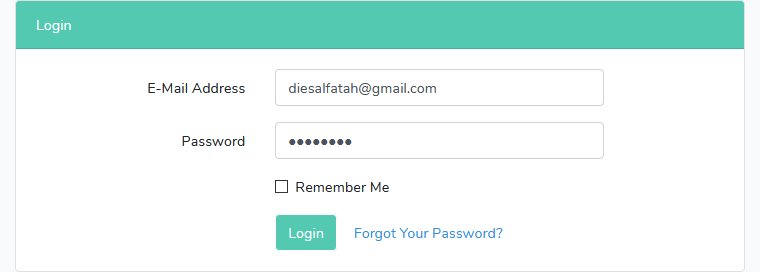 Login
E-Mail Address diesalfatah@gmail.com
Password ••••••••
Remember Me
Login Forgot Your Password?